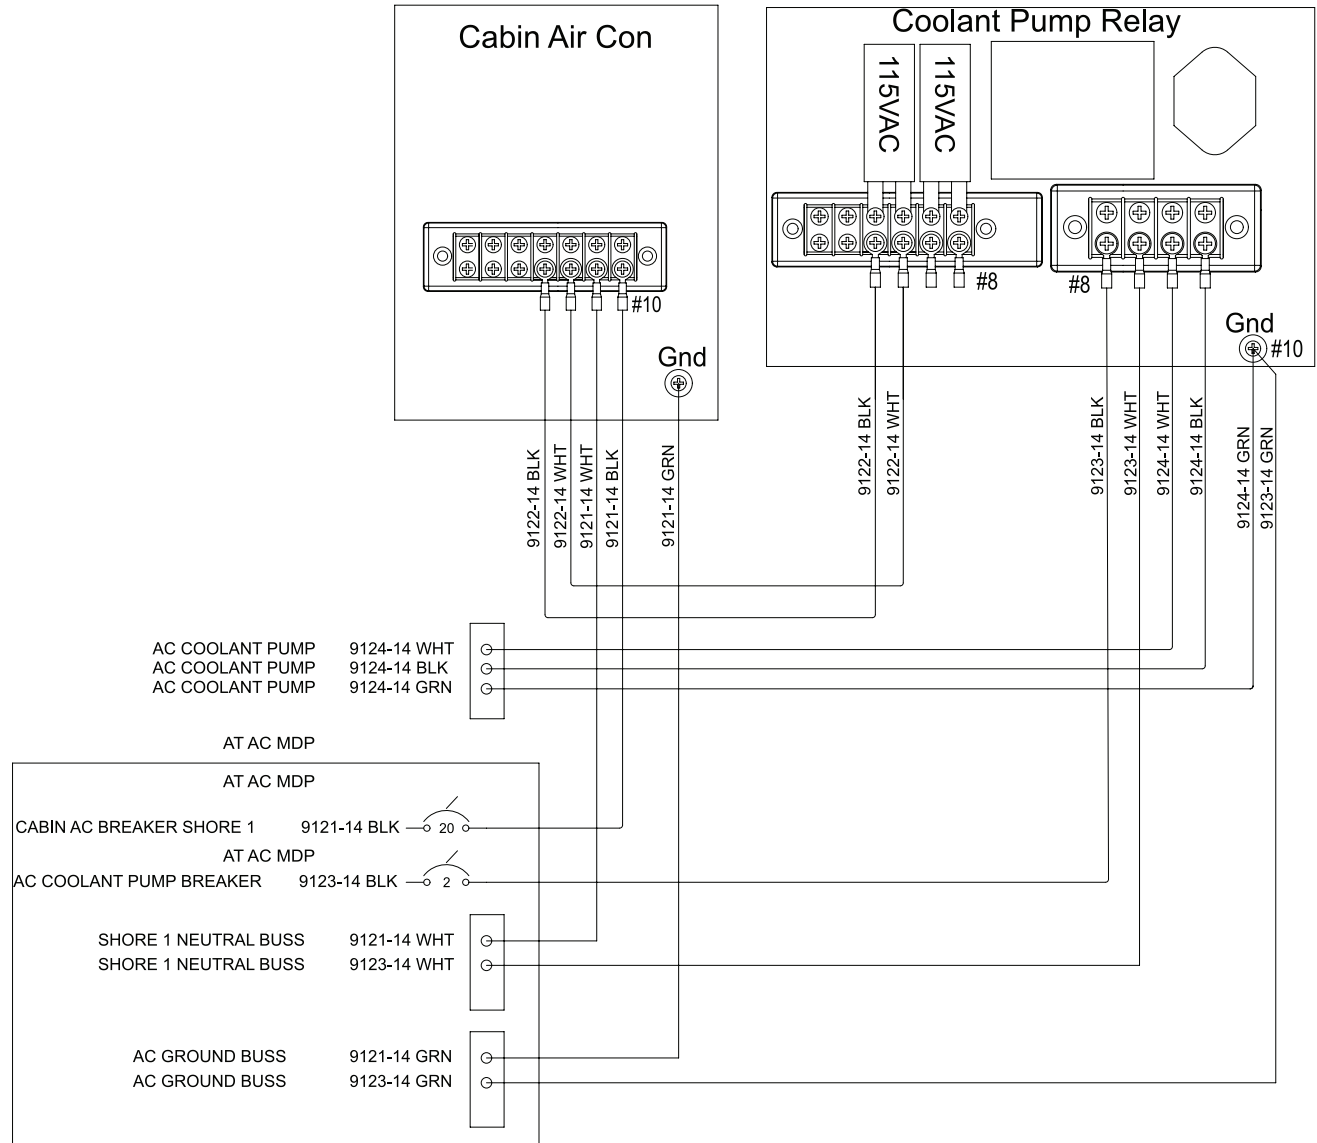 Cabin Air Con
Coolant Pump Relay
115VAC
115VAC
#10
#8
#8
Gnd
#10
Gnd
9122-14 BLK
9122-14 WHT
9121-14 WHT
9121-14 BLK
9121-14 GRN
9122-14 BLK
9122-14 WHT
9123-14 BLK
9123-14 WHT
9124-14 WHT
9124-14 BLK
9124-14 GRN
9123-14 GRN
AC COOLANT PUMP 9124-14 WHT
AC COOLANT PUMP 9124-14 BLK
AC COOLANT PUMP 9124-14 GRN
AT AC MDP
AT AC MDP
CABIN AC BREAKER SHORE 1 9121-14 BLK 20
AT AC MDP
AC COOLANT PUMP BREAKER 9123-14 BLK 2
SHORE 1 NEUTRAL BUSS 9121-14 WHT
SHORE 1 NEUTRAL BUSS 9123-14 WHT
AC GROUND BUSS 9121-14 GRN
AC GROUND BUSS 9123-14 GRN